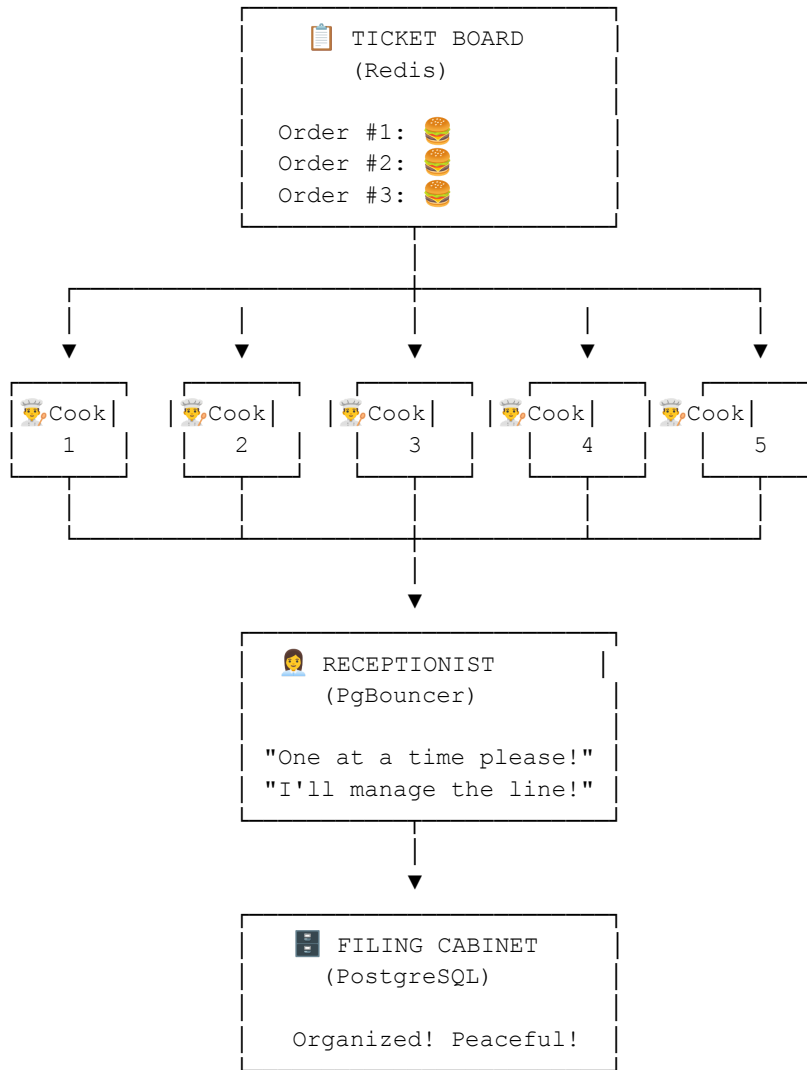 📋 TICKET BOARD
(Redis)
Order #1: 🍔
Order #2: 🍔
Order #3: 🍔
👨‍🍳Cook 👨‍🍳Cook 👨‍🍳Cook 👨‍🍳Cook 👨‍🍳Cook
1 2 3 4 5
👩‍💼 RECEPTIONIST
(PgBouncer)
"One at a time please!"
"I'll manage the line!"
🗄️ FILING CABINET
(PostgreSQL)
Organized! Peaceful!